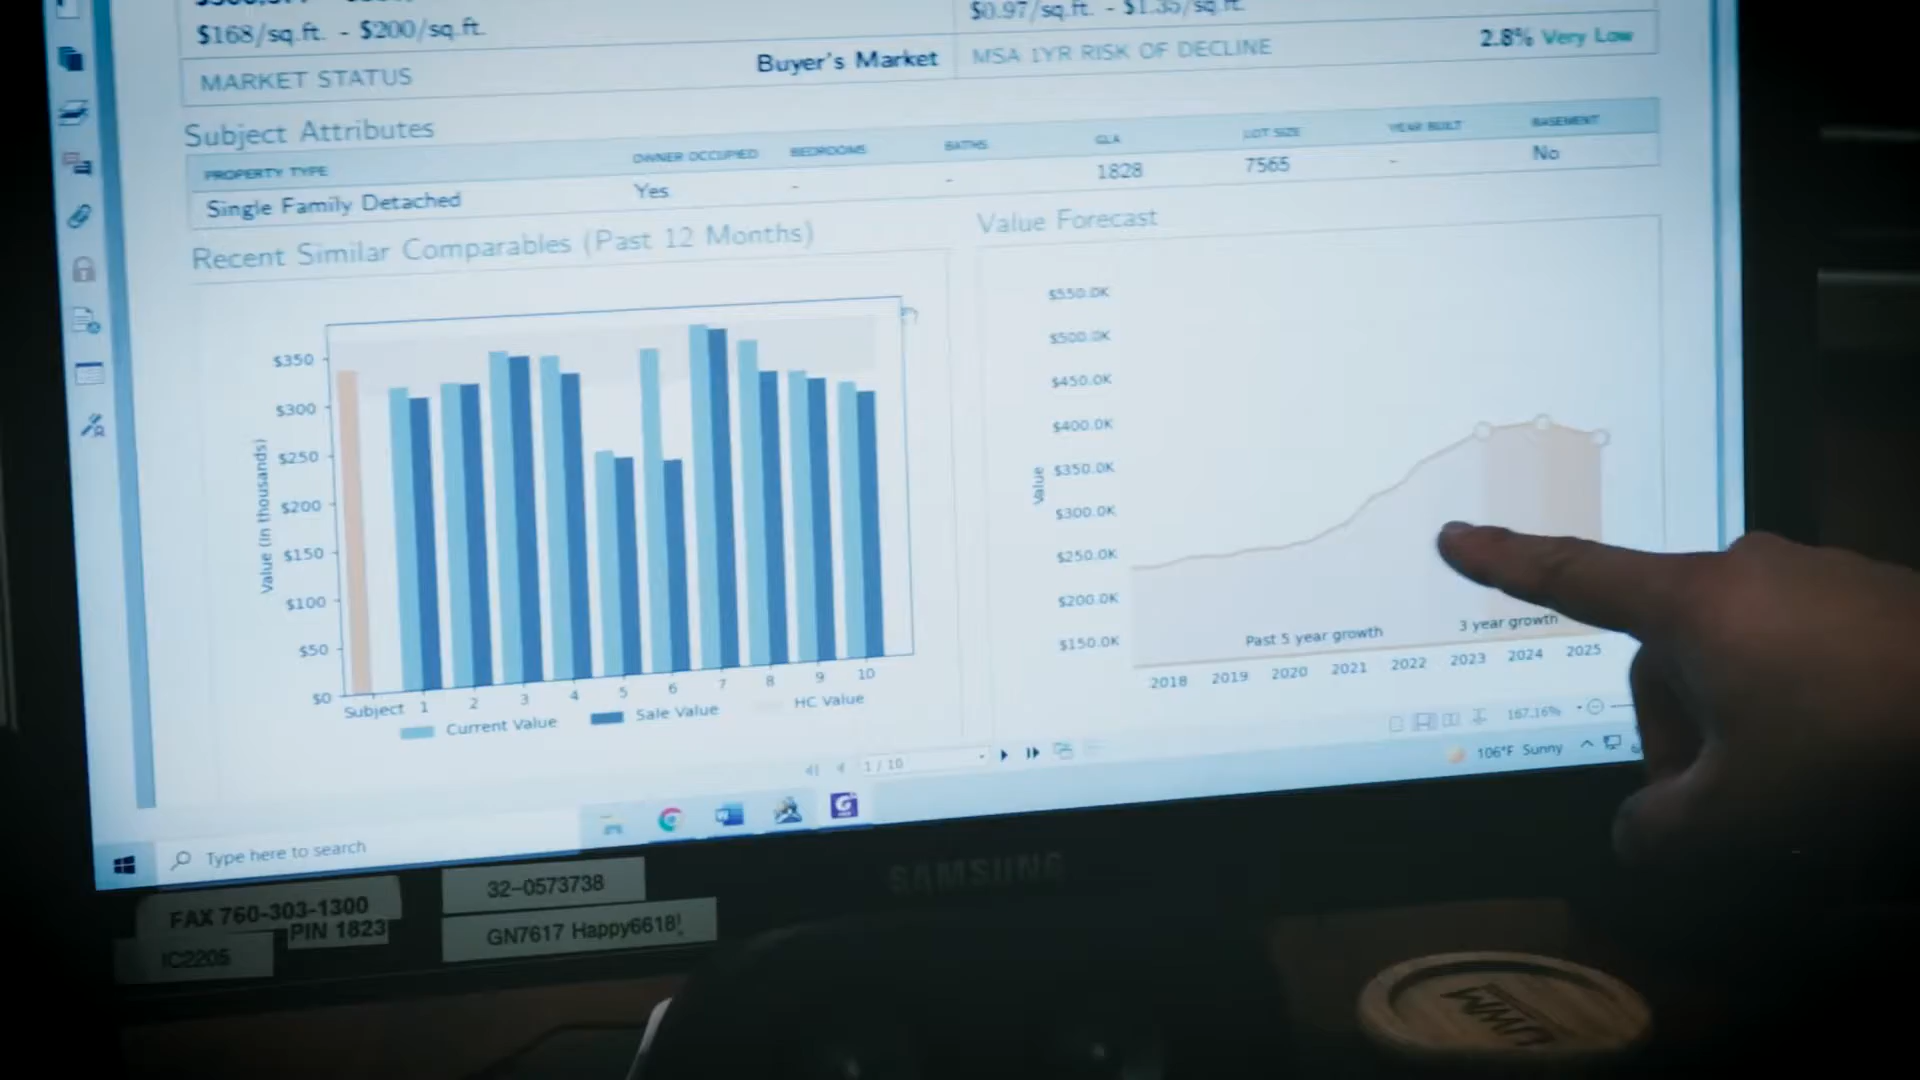 $168/sq.ft. - $200/sq.ft.
$0.97/sq.ft. - $1.35/sq.ft.
MARKET STATUS
Buyer's Market
MSA 1YR RISK OF DECLINE
2.8% Very Low
Subject Attributes
PROPERTY TYPE OWNER OCCUPIED BEDROOMS BATHS GLA LOT SIZE YEAR BUILT BASEMENT
Single Family Detached Yes - - 1828 7565 - No
Recent Similar Comparables (Past 12 Months)
Value (in thousands)
$350
$300
$250
$200
$150
$100
$50
$0
Subject 1 2 3 4 5 6 7 8 9 10
Current Value Sale Value HC Value
Value Forecast
Value
$550.0K
$500.0K
$450.0K
$400.0K
$350.0K
$300.0K
$250.0K
$200.0K
$150.0K
Past 5 year growth
3 year growth
2018 2019 2020 2021 2022 2023 2024 2025
167.16%
1 / 10
106°F Sunny
Type here to search
SAMSUNG
FAX 760-303-1300
PIN 1823
IC2205
32-0573738
GN7617 Happy6618!
UWM